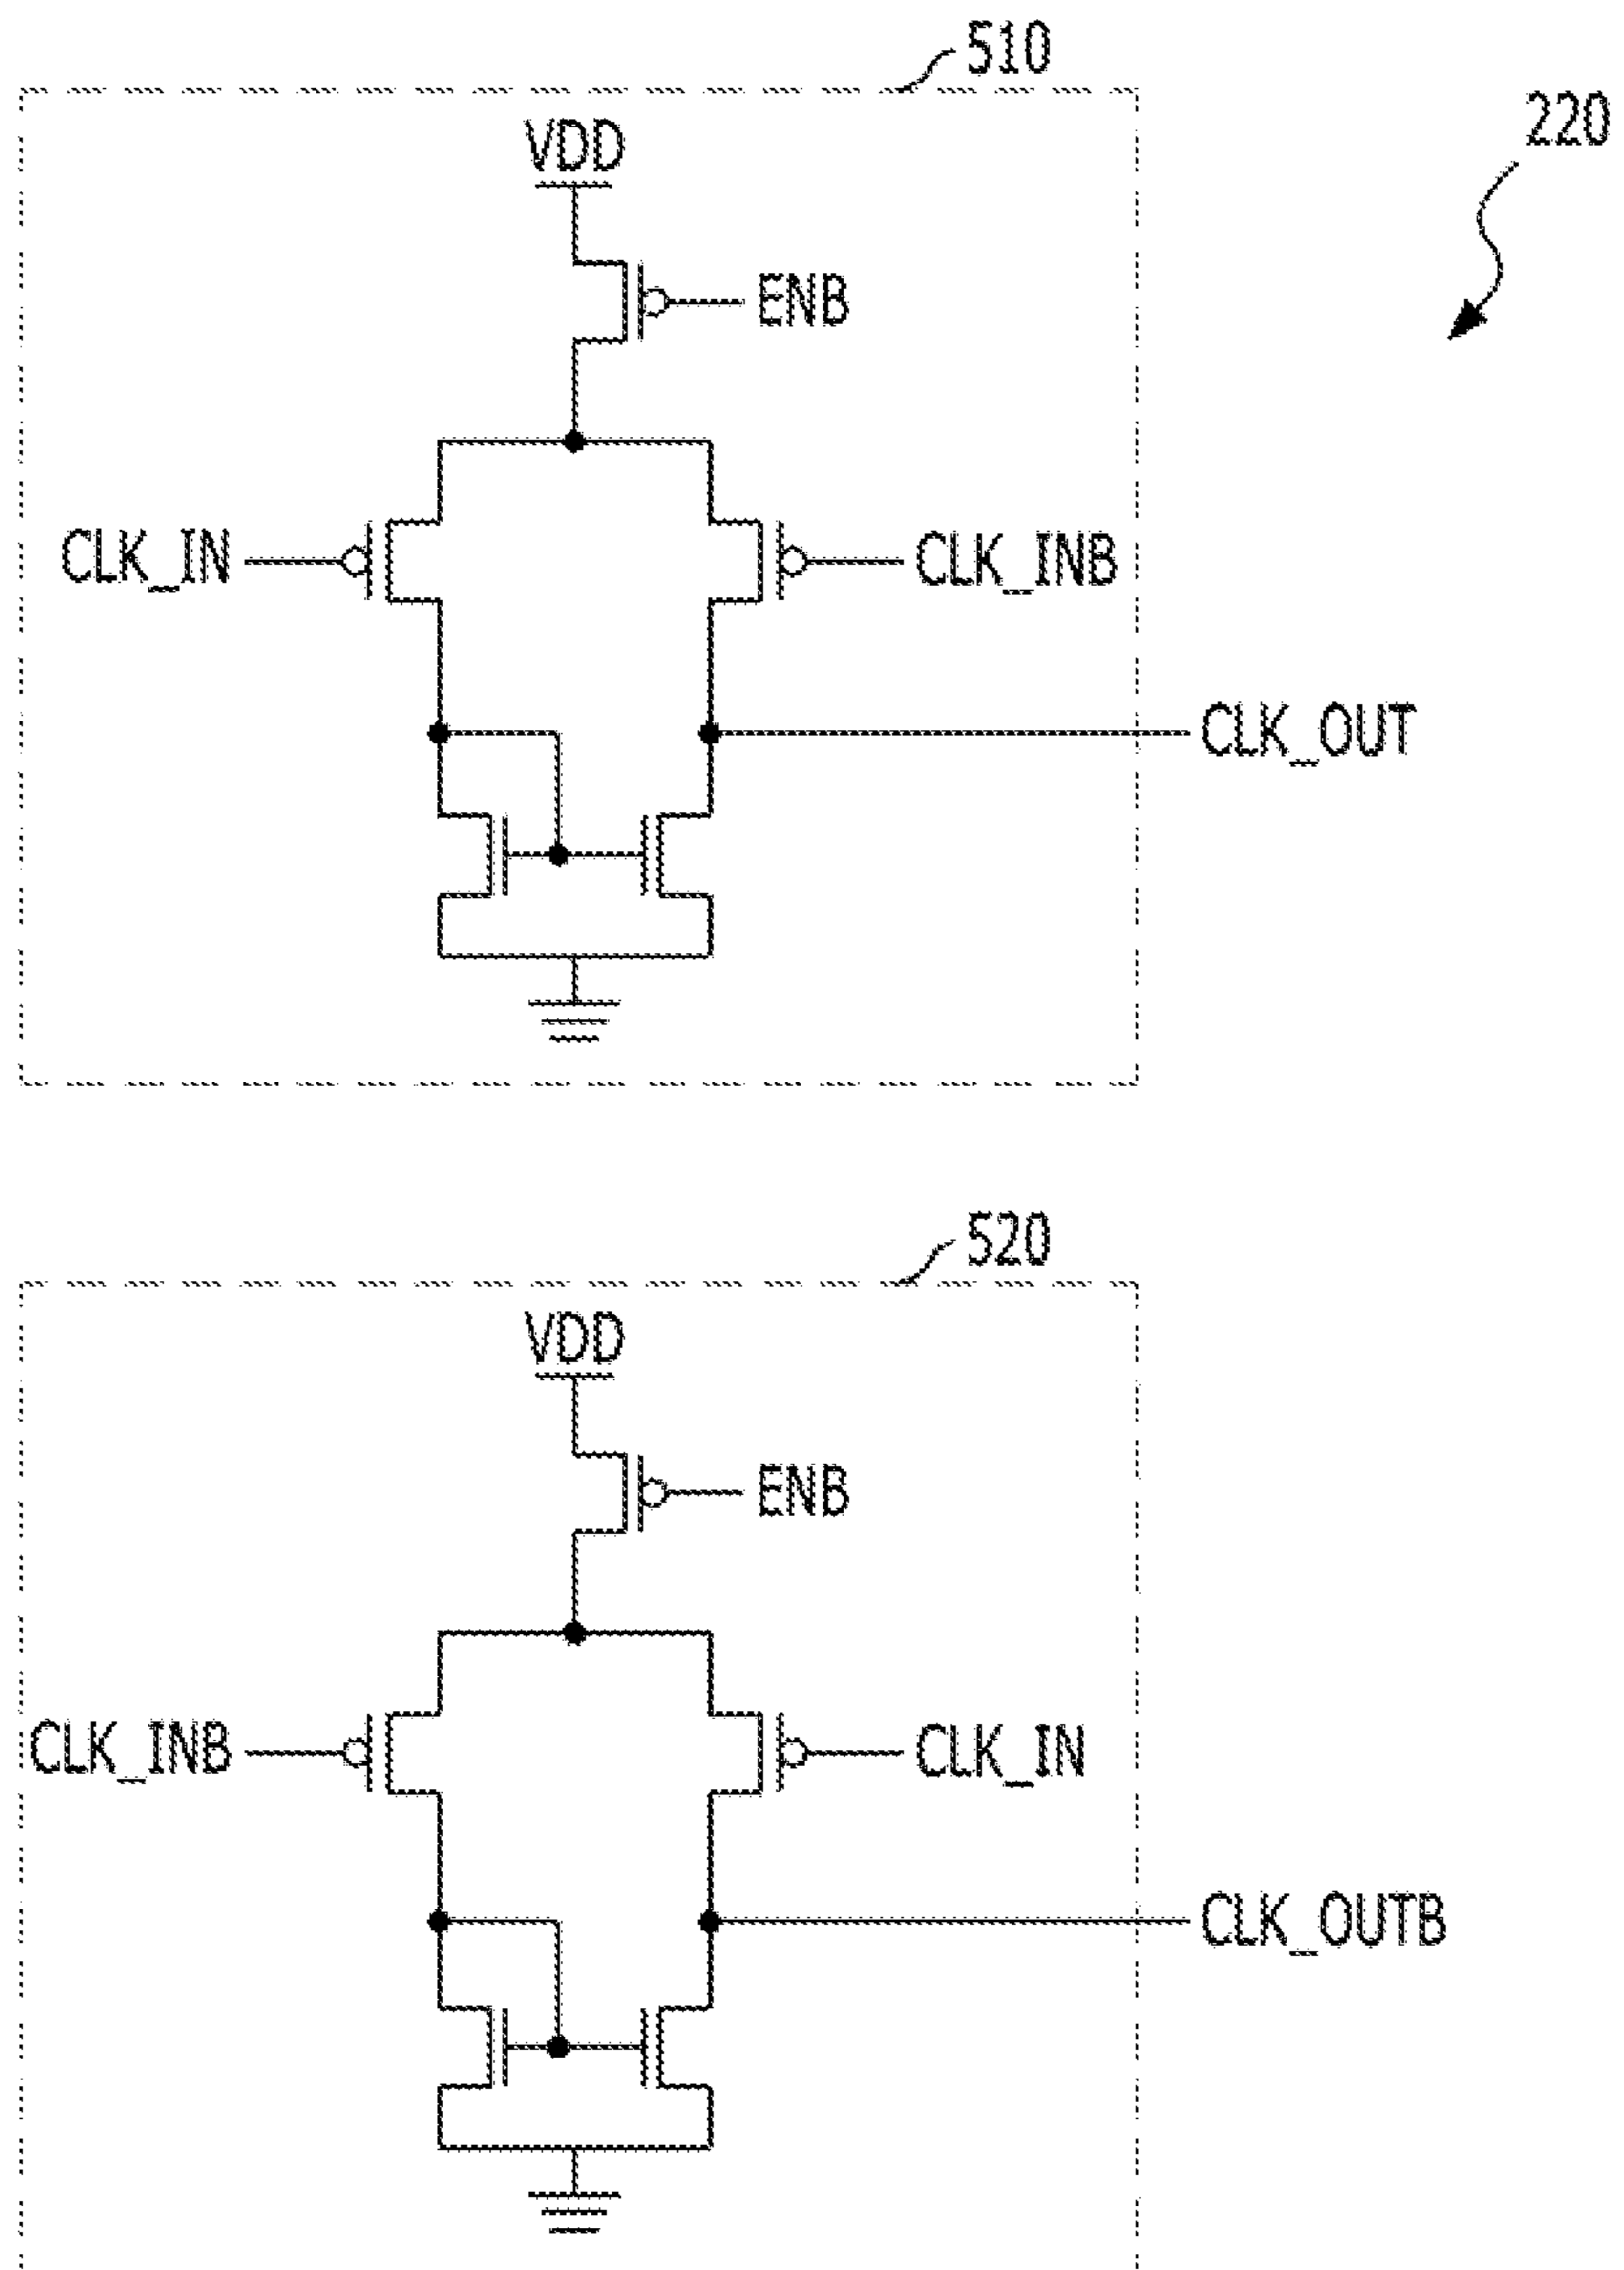 510
220
VDD
ENB
CLK_IN
CLK_INB
CLK_OUT
520
VDD
ENB
CLK_INB
CLK_IN
CLK_OUTB